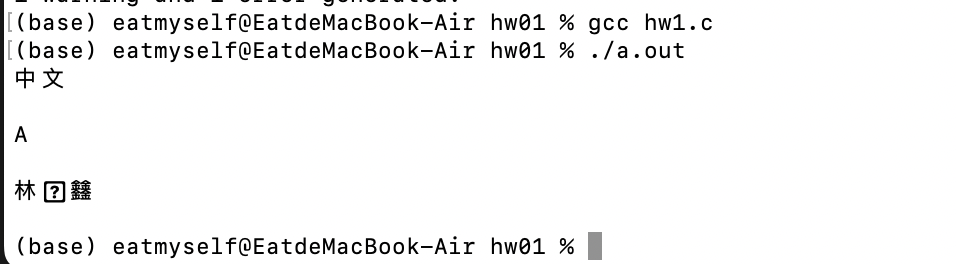 (base) eatmyself@EatdeMacBook-Air hw01 % gcc hw1.c
(base) eatmyself@EatdeMacBook-Air hw01 % ./a.out
中文
A
林⍰鑫
(base) eatmyself@EatdeMacBook-Air hw01 %